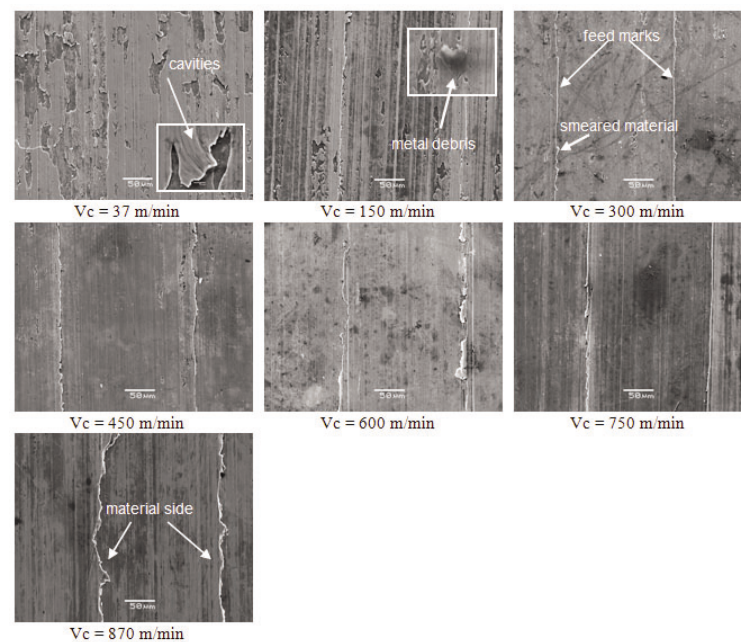 cavities
50 µm
Vc = 37 m/min
metal debris
50 µm
Vc = 150 m/min
feed marks
smeared material
50 µm
Vc = 300 m/min
50 µm
Vc = 450 m/min
50 µm
Vc = 600 m/min
50 µm
Vc = 750 m/min
material side
50 µm
Vc = 870 m/min